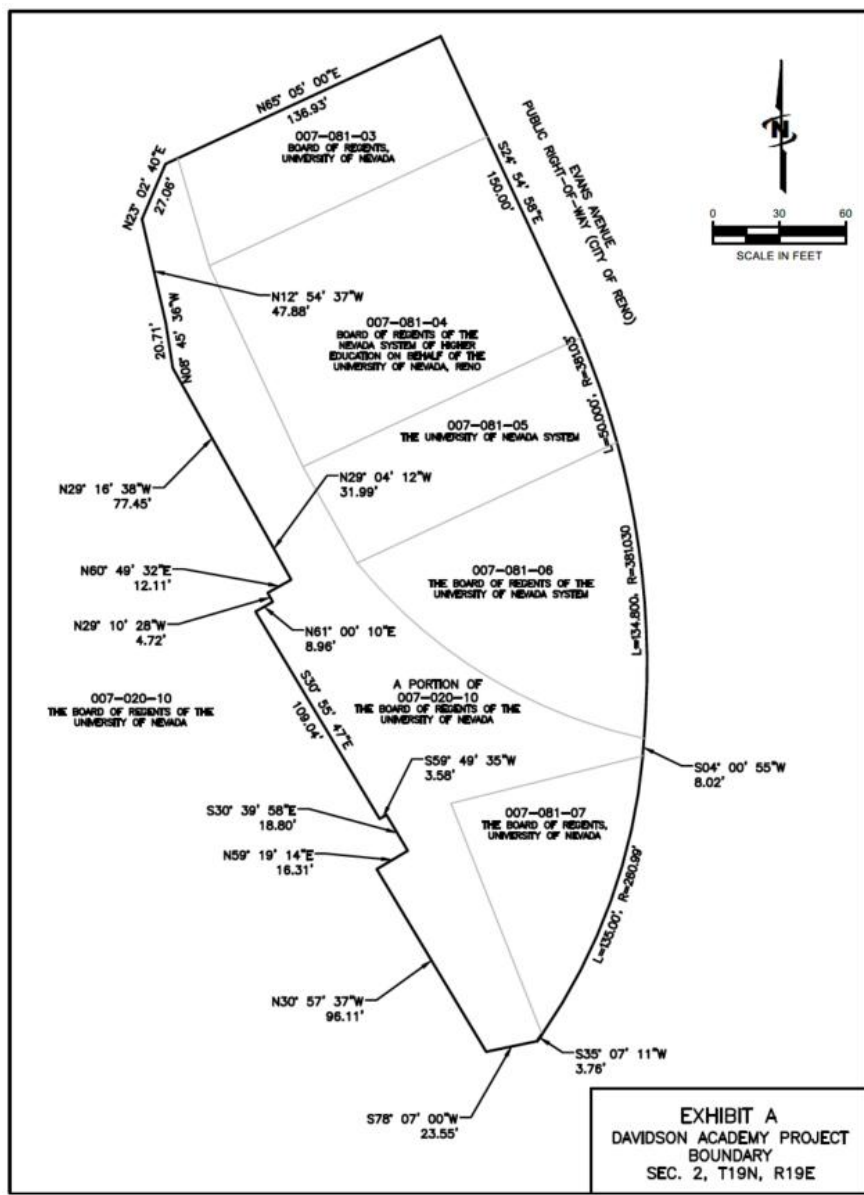 N65° 05' 00"E
136.93'
007-081-03
BOARD OF REGENTS,
UNIVERSITY OF NEVADA
N23° 02' 40"E
27.06'
S24° 54' 58"E
150.00'
EVANS AVENUE
PUBLIC RIGHT-OF-WAY (CITY OF RENO)
N
0 30 60
SCALE IN FEET
N12° 54' 37"W
47.88'
N08° 45' 36"W
20.71'
007-081-04
BOARD OF REGENTS OF THE
NEVADA SYSTEM OF HIGHER
EDUCATION ON BEHALF OF THE
UNIVERSITY OF NEVADA, RENO
L=50.000', R=381.03'
007-081-05
THE UNIVERSITY OF NEVADA SYSTEM
N29° 16' 38"W
77.45'
N29° 04' 12"W
31.99'
N60° 49' 32"E
12.11'
007-081-06
THE BOARD OF REGENTS OF THE
UNIVERSITY OF NEVADA SYSTEM
L=134.800, R=381.030
N29° 10' 28"W
4.72'
N61° 00' 10"E
8.96'
007-020-10
THE BOARD OF REGENTS OF THE
UNIVERSITY OF NEVADA
S30° 55' 47"E
109.04'
A PORTION OF
007-020-10
THE BOARD OF REGENTS OF THE
UNIVERSITY OF NEVADA
S59° 49' 35"W
3.58'
S04° 00' 55"W
8.02'
S30° 39' 58"E
18.80'
007-081-07
THE BOARD OF REGENTS,
UNIVERSITY OF NEVADA
N59° 19' 14"E
16.31'
L=135.00', R=260.99'
N30° 57' 37"W
96.11'
S35° 07' 11"W
3.76'
S78° 07' 00"W
23.55'
EXHIBIT A
DAVIDSON ACADEMY PROJECT
BOUNDARY
SEC. 2, T19N, R19E